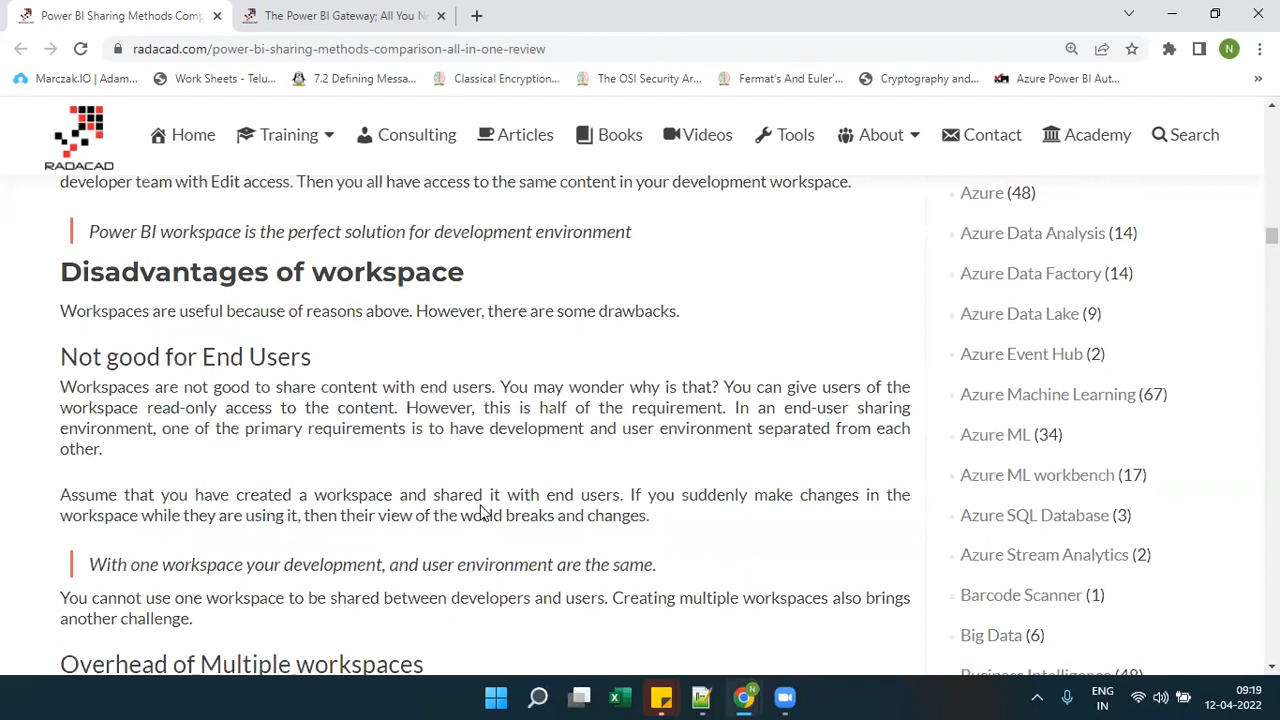 Power BI Sharing Methods Comp
The Power BI Gateway; All You Ne
radacad.com/power-bi-sharing-methods-comparison-all-in-one-review
N
Marczak.IO | Adam...
Work Sheets - Telu...
7.2 Defining Messa...
Classical Encryption...
The OSI Security Ar...
Fermat's And Euler'...
Cryptography and...
Azure Power BI Aut...
»
RADACAD
Home
Training
Consulting
Articles
Books
Videos
Tools
About
Contact
Academy
Search
developer team with Edit access. Then you all have access to the same content in your development workspace.
Power BI workspace is the perfect solution for development environment
Disadvantages of workspace
Workspaces are useful because of reasons above. However, there are some drawbacks.
Not good for End Users
Workspaces are not good to share content with end users. You may wonder why is that? You can give users of the
workspace read-only access to the content. However, this is half of the requirement. In an end-user sharing
environment, one of the primary requirements is to have development and user environment separated from each
other.
Assume that you have created a workspace and shared it with end users. If you suddenly make changes in the
workspace while they are using it, then their view of the world breaks and changes.
With one workspace your development, and user environment are the same.
You cannot use one workspace to be shared between developers and users. Creating multiple workspaces also brings
another challenge.
Overhead of Multiple workspaces
Azure (48)
Azure Data Analysis (14)
Azure Data Factory (14)
Azure Data Lake (9)
Azure Event Hub (2)
Azure Machine Learning (67)
Azure ML (34)
Azure ML workbench (17)
Azure SQL Database (3)
Azure Stream Analytics (2)
Barcode Scanner (1)
Big Data (6)
Business Intelligence (48)
N
ENG
IN
09:19
12-04-2022